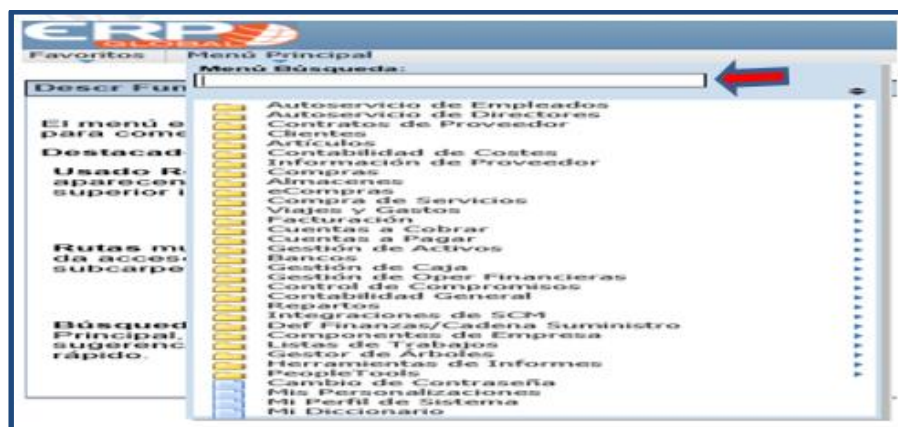 ERP
GLOBAL
Favoritos Menú Principal
Menú Búsqueda:
Descr Fun
El menú e
para come
Destacad
Usado R
aparecen
superior i
Rutas mu
da acces
subcarpe
Búsqued
Principal,
sugerenc
rápido.
Autoservicio de Empleados
Autoservicio de Directores
Contratos de Proveedor
Clientes
Artículos
Contabilidad de Costes
Información de Proveedor
Compras
Almacenes
eCompras
Compra de Servicios
Viajes y Gastos
Facturación
Cuentas a Cobrar
Cuentas a Pagar
Gestión de Activos
Bancos
Gestión de Caja
Gestión de Oper Financieras
Control de Compromisos
Contabilidad General
Repartos
Integraciones de SCM
Def Finanzas/Cadena Suministro
Componentes de Empresa
Listas de Trabajos
Gestor de Árboles
Herramientas de Informes
PeopleTools
Cambio de Contraseña
Mis Personalizaciones
Mi Perfil de Sistema
Mi Diccionario